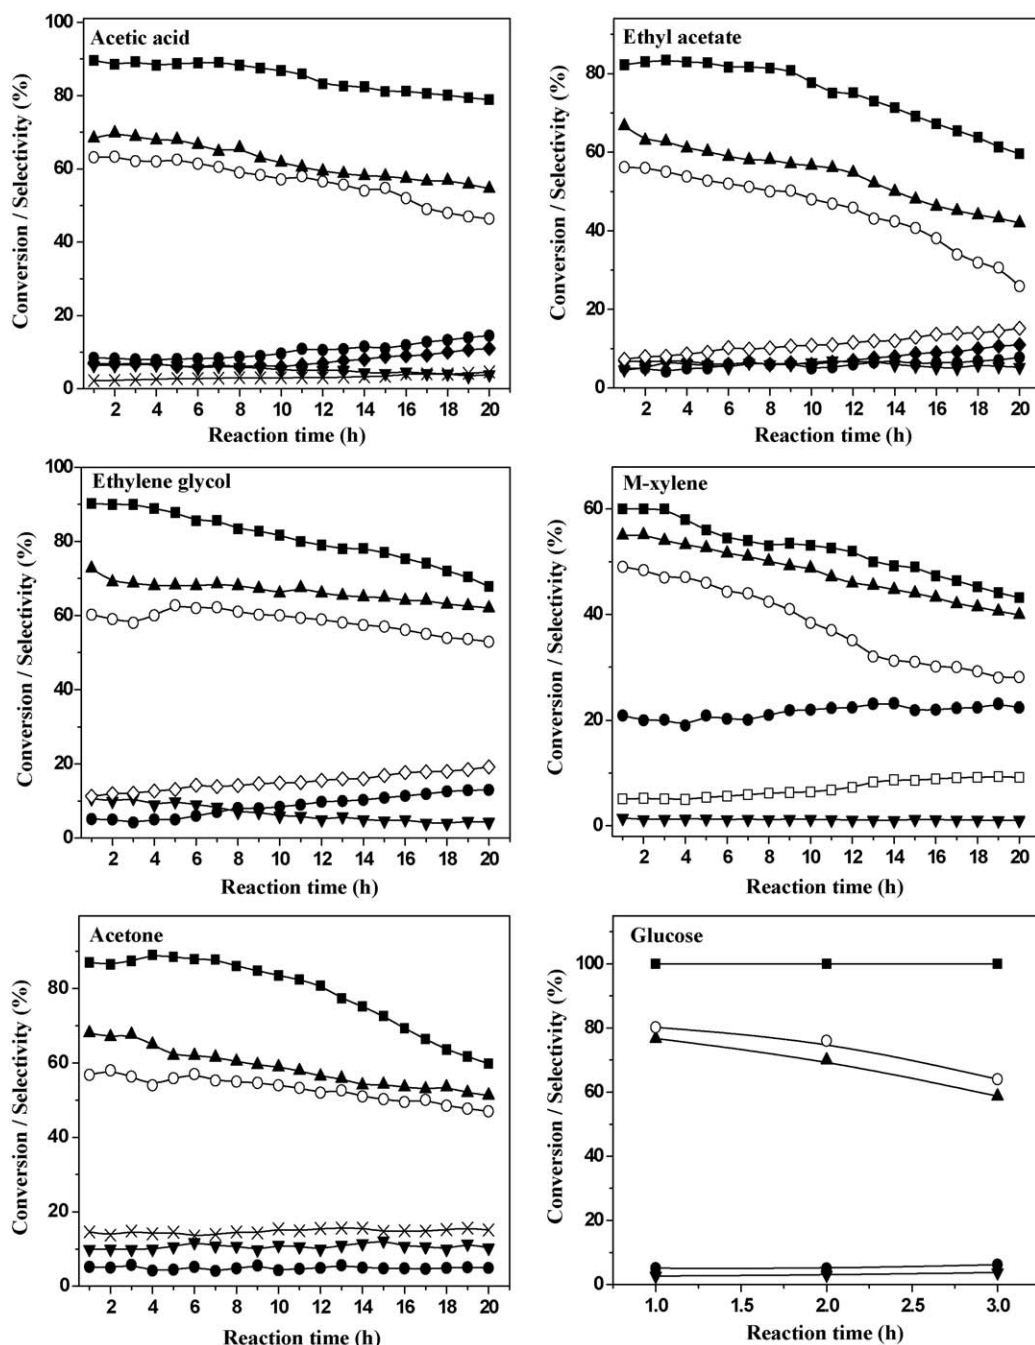 Acetic acid
Conversion / Selectivity (%)
100
80
60
40
20
0
2 4 6 8 10 12 14 16 18 20
Reaction time (h)
Ethyl acetate
Conversion / Selectivity (%)
80
60
40
20
0
2 4 6 8 10 12 14 16 18 20
Reaction time (h)
Ethylene glycol
Conversion / Selectivity (%)
100
80
60
40
20
0
2 4 6 8 10 12 14 16 18 20
Reaction time (h)
M-xylene
Conversion / Selectivity (%)
60
40
20
0
2 4 6 8 10 12 14 16 18 20
Reaction time (h)
Acetone
Conversion / Selectivity (%)
80
60
40
20
0
2 4 6 8 10 12 14 16 18 20
Reaction time (h)
Glucose
Conversion / Selectivity (%)
100
80
60
40
20
0
1.0 1.5 2.0 2.5 3.0
Reaction time (h)